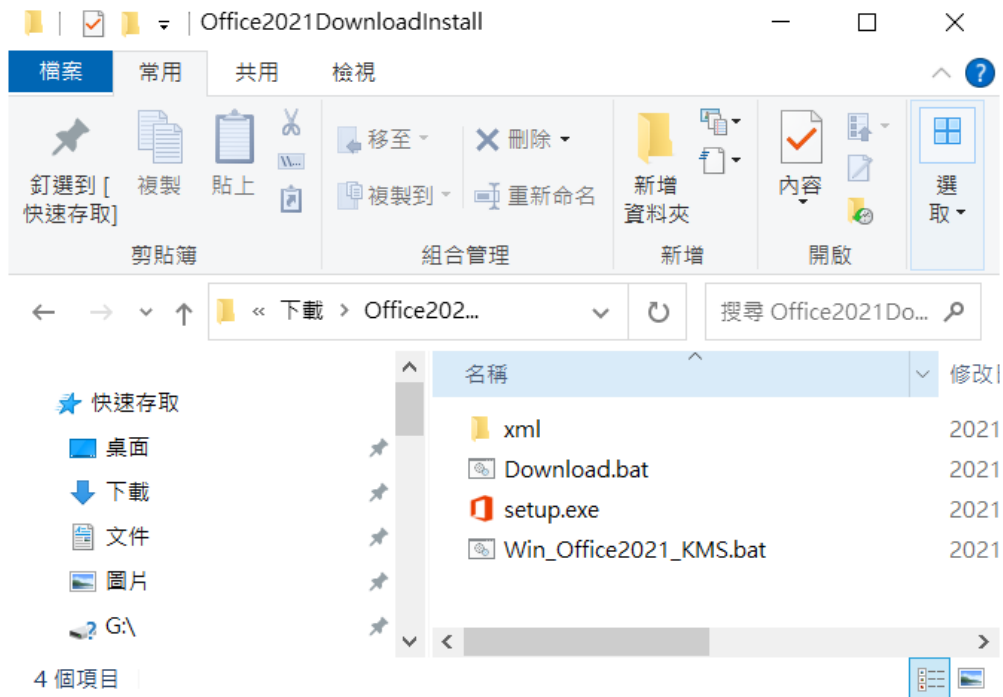 Office2021DownloadInstall
檔案 常用 共用 檢視
釘選到 [
快速存取]
複製
貼上
剪貼簿
移至
複製到
刪除
重新命名
組合管理
新增
資料夾
新增
內容
開啟
選
取
« 下載 > Office202...
搜尋 Office2021Do...
名稱
快速存取
桌面
下載
文件
圖片
G:\
xml 2021
Download.bat 2021
setup.exe 2021
Win_Office2021_KMS.bat 2021
4 個項目